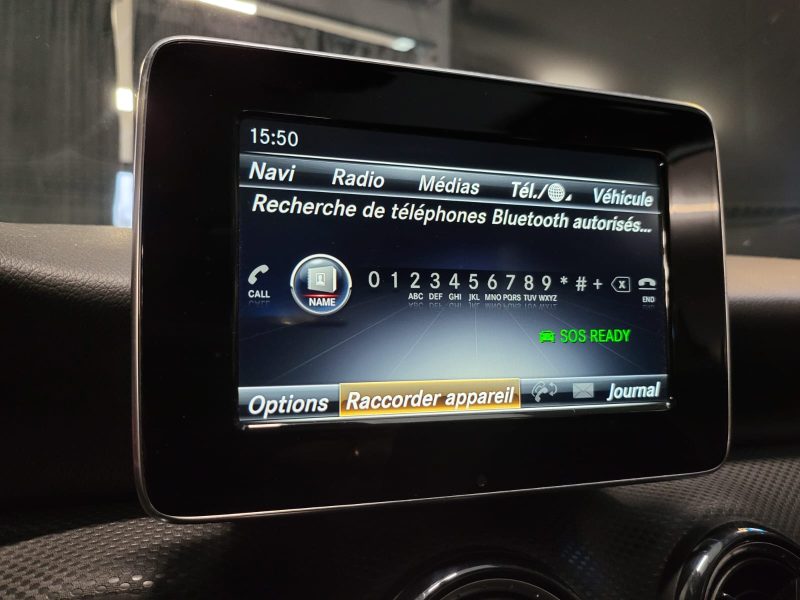 15:50
Navi Radio Médias Tél./ Véhicule
Recherche de téléphones Bluetooth autorisés...
CALL NAME 0 1 2 3 4 5 6 7 8 9 * # + x END
ABC DEF GHI JKL MNO PQRS TUV WXYZ
SOS READY
Options Raccorder appareil Journal